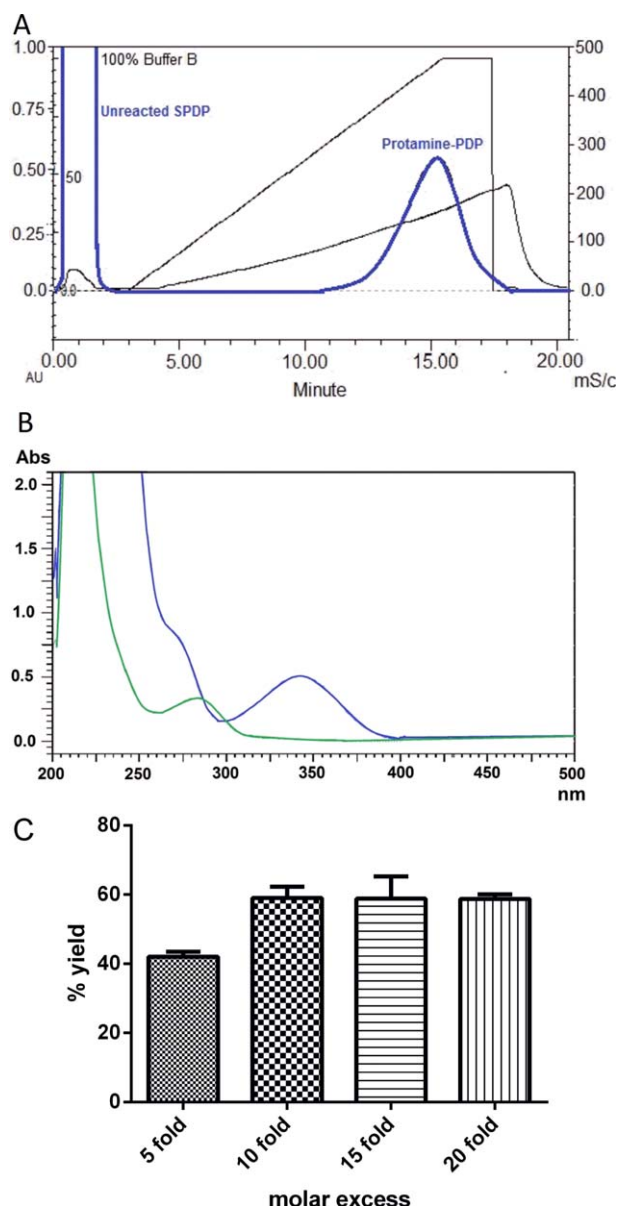 A
1.00
100% Buffer B
500
Unreacted SPDP
400
0.75
Protamine-PDP
300
0.50
50
200
0.25
100
0.0
0.0
0.0
0.00
5.00
10.00
15.00
20.00
AU
Minute
mS/c
B
Abs
2.0
1.5
1.0
0.5
0.0
200
250
300
350
400
450
500
nm
C
80
60
40
20
0
% yield
5 fold
10 fold
15 fold
20 fold
molar excess